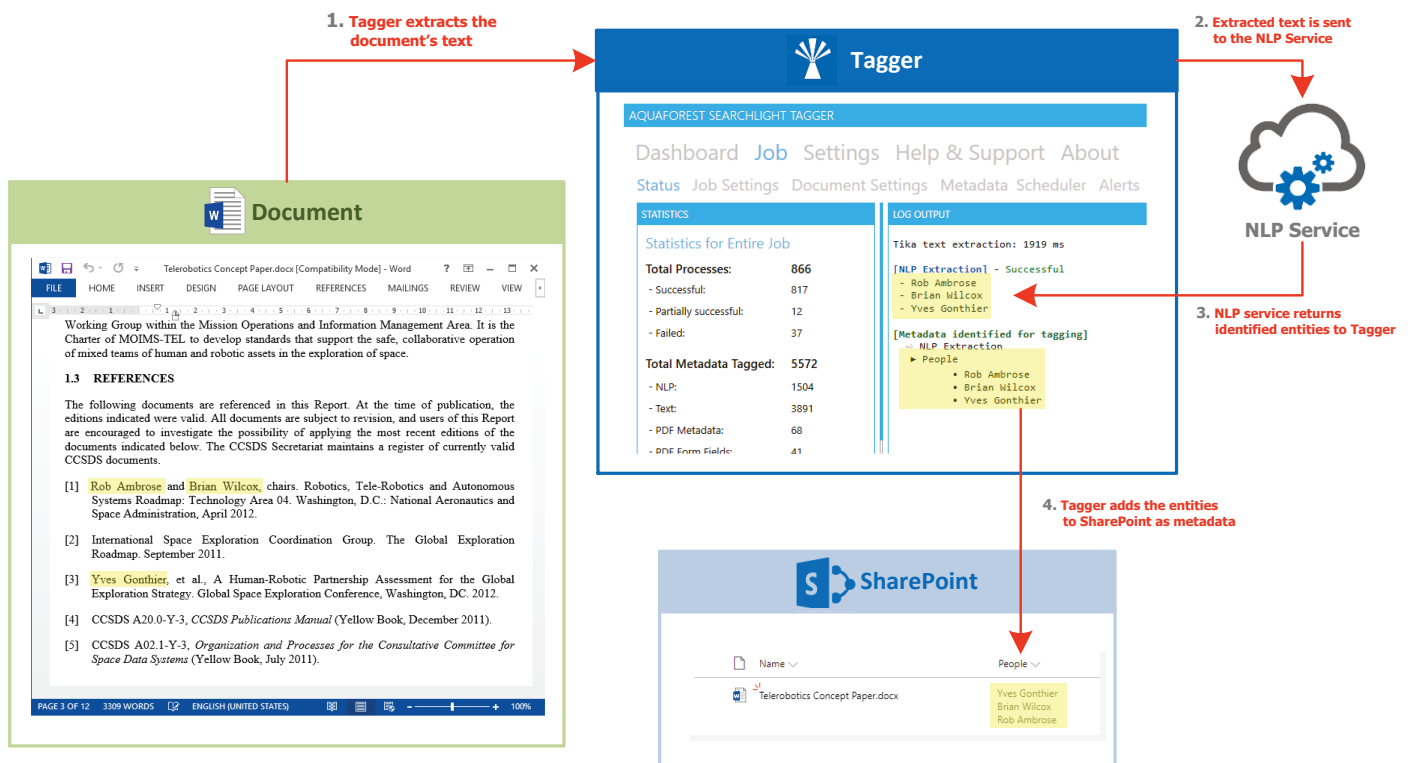 1. Tagger extracts the
document's text
2. Extracted text is sent
to the NLP Service
Tagger
AQUAFOREST SEARCHLIGHT TAGGER
Dashboard Job Settings Help & Support About
Status Job Settings Document Settings Metadata Scheduler Alerts
STATISTICS
Statistics for Entire Job
Total Processes: 866
- Successful: 817
- Partially successful: 12
- Failed: 37
Total Metadata Tagged: 5572
- NLP: 1504
- Text: 3891
- PDF Metadata: 68
- PDF Form Fields: 41
LOG OUTPUT
Tika text extraction: 1919 ms
[NLP Extraction] - Successful
- Rob Ambrose
- Brian Wilcox
- Yves Gonthier
[Metadata identified for tagging]
⇨ NLP Extraction
► People
• Rob Ambrose
• Brian Wilcox
• Yves Gonthier
NLP Service
3. NLP service returns
identified entities to Tagger
W Document
Telerobotics Concept Paper.docx [Compatibility Mode] - Word
FILE HOME INSERT DESIGN PAGE LAYOUT REFERENCES MAILINGS REVIEW VIEW
3 2 1 1 2 3 4 5 6 7 8 9 10 11 12 13
Working Group within the Mission Operations and Information Management Area. It is the
Charter of MOIMS-TEL to develop standards that support the safe, collaborative operation
of mixed teams of human and robotic assets in the exploration of space.
1.3 REFERENCES
The following documents are referenced in this Report. At the time of publication, the
editions indicated were valid. All documents are subject to revision, and users of this Report
are encouraged to investigate the possibility of applying the most recent editions of the
documents indicated below. The CCSDS Secretariat maintains a register of currently valid
CCSDS documents.
[1] Rob Ambrose and Brian Wilcox, chairs. Robotics, Tele-Robotics and Autonomous
Systems Roadmap: Technology Area 04. Washington, D.C.: National Aeronautics and
Space Administration, April 2012.
[2] International Space Exploration Coordination Group. The Global Exploration
Roadmap. September 2011.
[3] Yves Gonthier, et al., A Human-Robotic Partnership Assessment for the Global
Exploration Strategy. Global Space Exploration Conference, Washington, DC. 2012.
[4] CCSDS A20.0-Y-3, CCSDS Publications Manual (Yellow Book, December 2011).
[5] CCSDS A02.1-Y-3, Organization and Processes for the Consultative Committee for
Space Data Systems (Yellow Book, July 2011).
PAGE 3 OF 12 3309 WORDS ENGLISH (UNITED STATES) 100%
4. Tagger adds the entities
to SharePoint as metadata
S SharePoint
Name People
Telerobotics Concept Paper.docx
Yves Gonthier
Brian Wilcox
Rob Ambrose